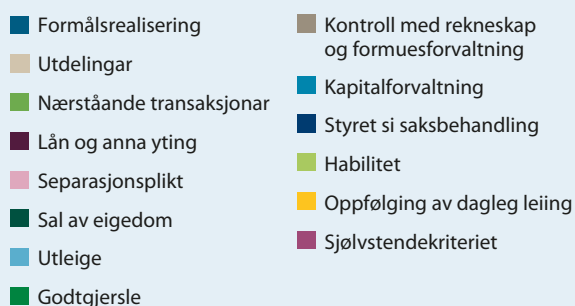 Formålsrealisering
Utdelingar
Nærståande transaksjonar
Lån og anna yting
Separasjonsplikt
Sal av eigedom
Utleige
Godtgjersle
Kontroll med rekneskap
og formuesforvaltning
Kapitalforvaltning
Styret si saksbehandling
Habilitet
Oppfølging av dagleg leiing
Sjølvstendekriteriet